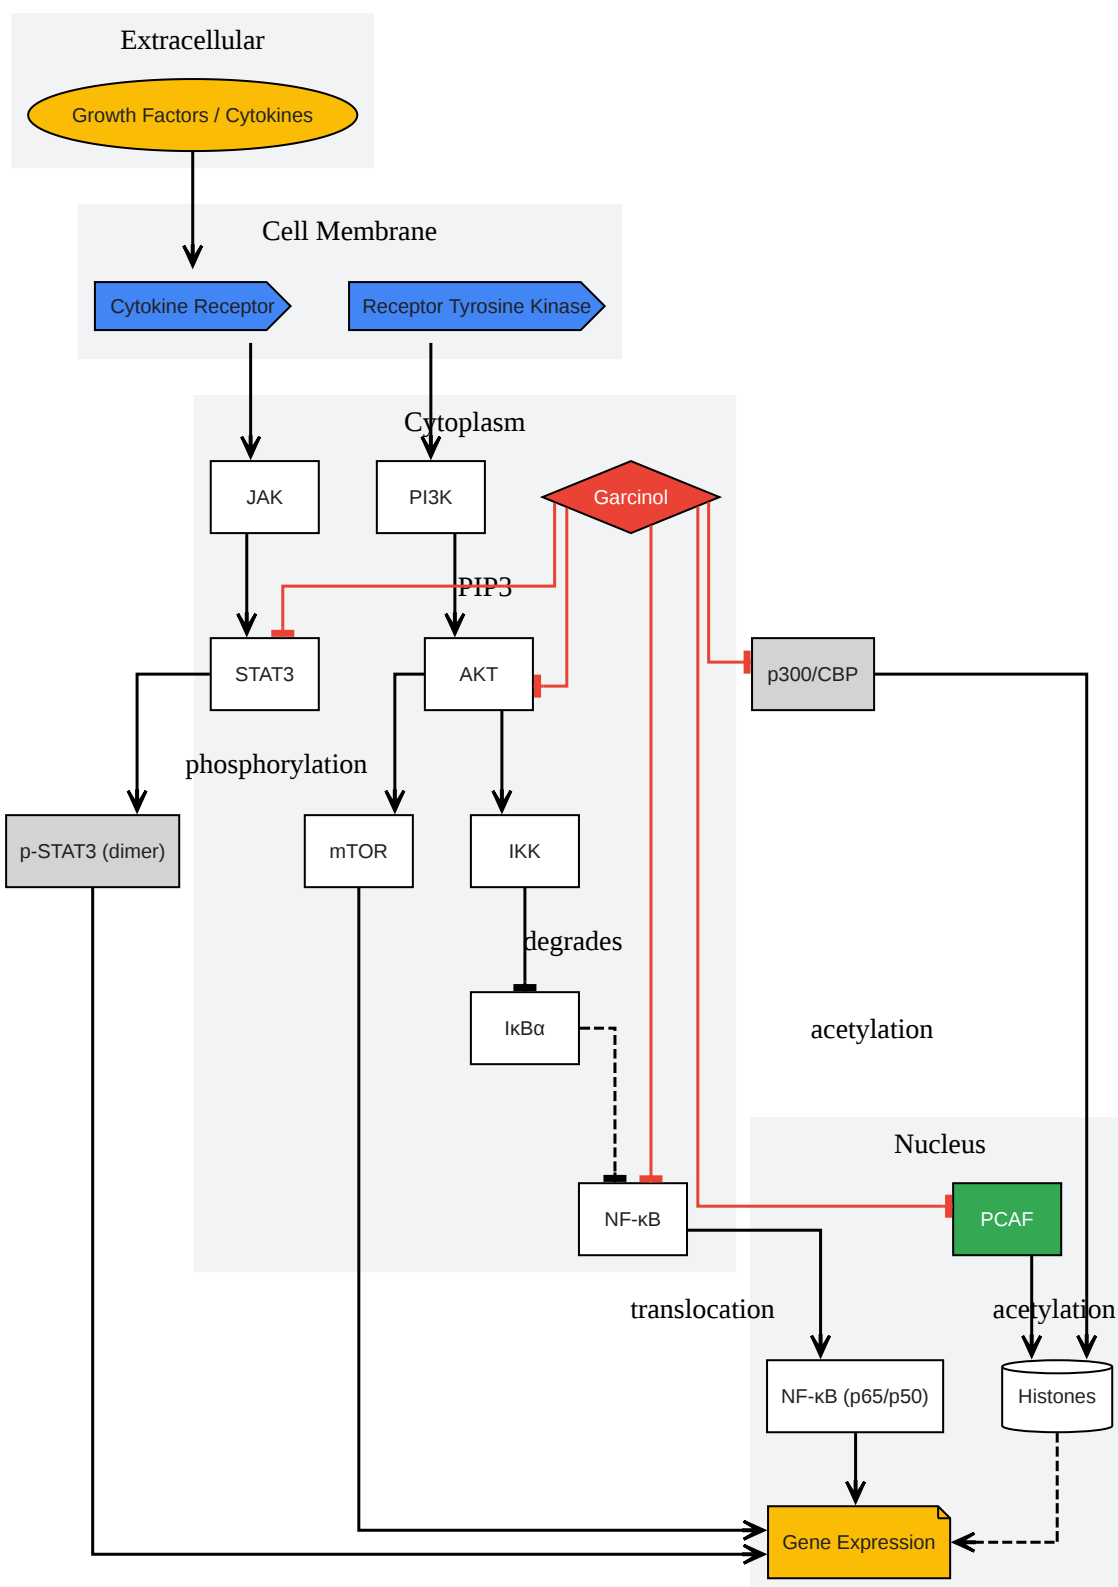 Extracellular
Growth Factors / Cytokines
Cell Membrane
Cytokine Receptor
Receptor Tyrosine Kinase
Cytoplasm
JAK
PI3K
Garcinol
PIP3
STAT3
AKT
p300/CBP
phosphorylation
p-STAT3 (dimer)
mTOR
IKK
degrades
IκBα
acetylation
Nucleus
NF-κB
PCAF
translocation
acetylation
NF-κB (p65/p50)
Histones
Gene Expression